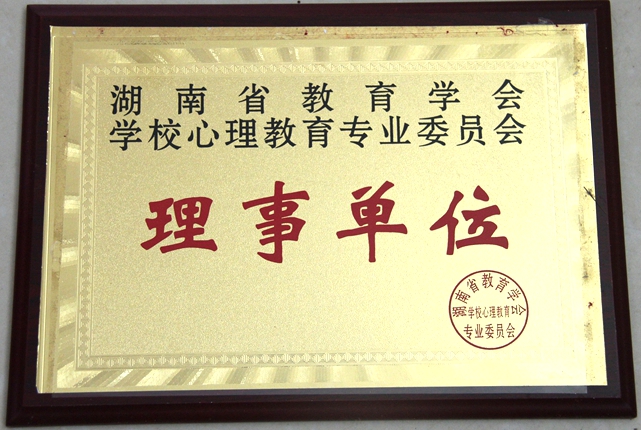 湖南省教育学会
学校心理教育专业委员会
理事单位
湖南省教育学会
学校心理教育
专业委员会